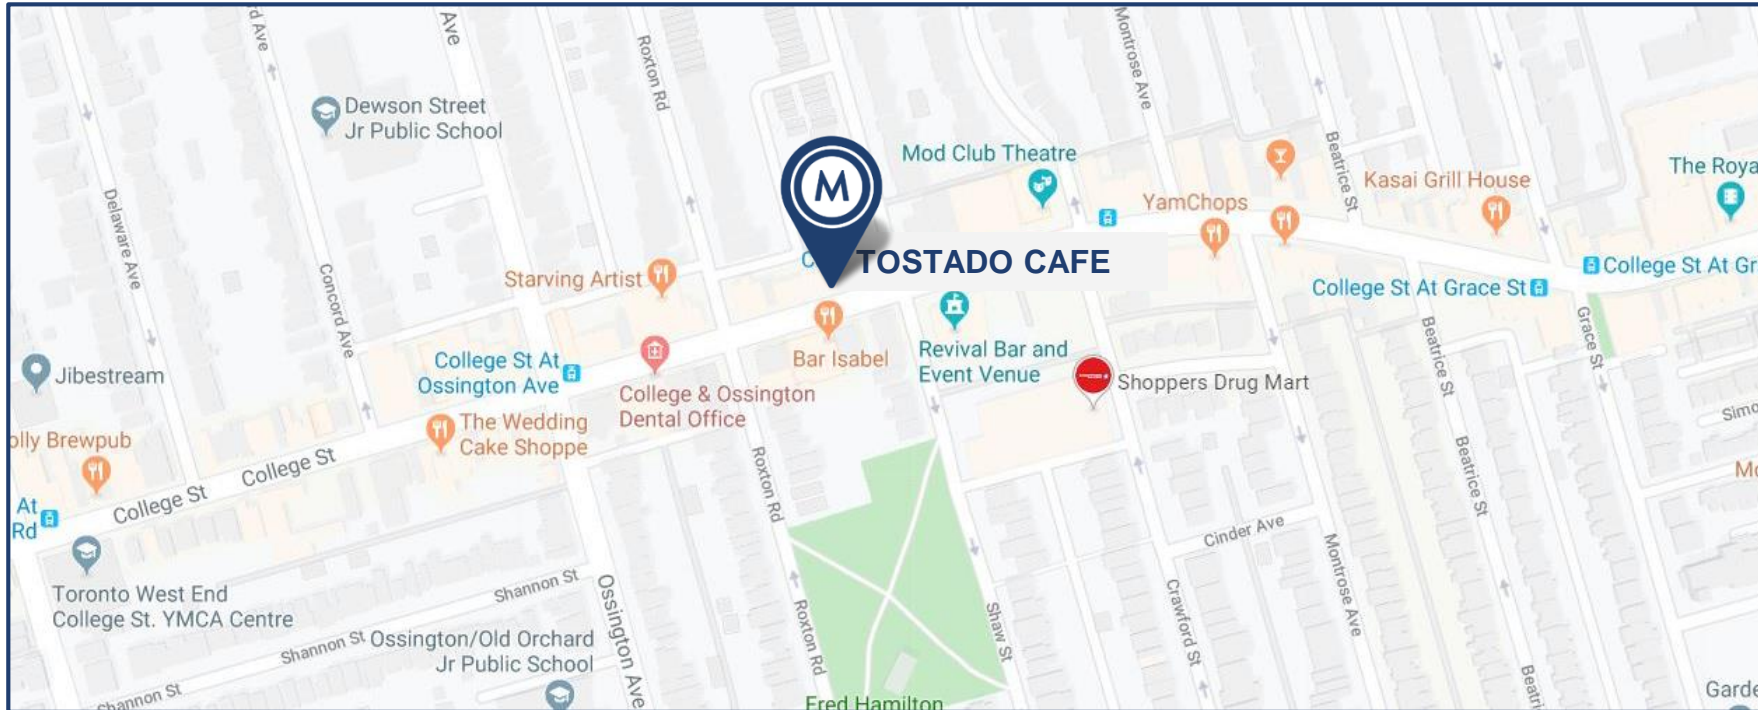 rd Ave
Ave
Roxton Rd
Montrose Ave
Dewson Street
Jr Public School
M
Mod Club Theatre
Beatrice St
Kasai Grill House
The Roya
Delaware Ave
YamChops
Concord Ave
Starving Artist
TOSTADO CAFE
College St At Gr
College St At Grace St
Grace St
Beatrice St
College St At
Ossington Ave
Bar Isabel
Revival Bar and
Event Venue
Shoppers Drug Mart
Jibestream
College & Ossington
Dental Office
The Wedding
Cake Shoppe
olly Brewpub
Simo
College St
College St
Roxton Rd
Beatrice St
Mo
At
Rd
Cinder Ave
Montrose Ave
Toronto West End
College St. YMCA Centre
Shannon St
Ossington Ave
Roxton Rd
Shaw St
Crawford St
Shannon St
Ossington/Old Orchard
Jr Public School
Shannon St
Beatri
Garde
Fred Hamilton